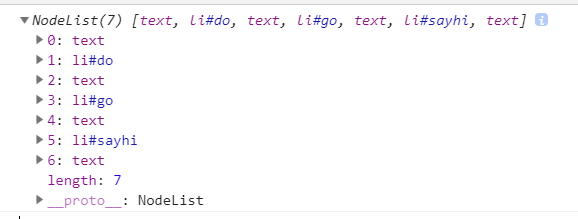 NodeList(7) [text, li#do, text, li#go, text, li#sayhi, text] i
0: text
1: li#do
2: text
3: li#go
4: text
5: li#sayhi
6: text
length: 7
__proto__: NodeList